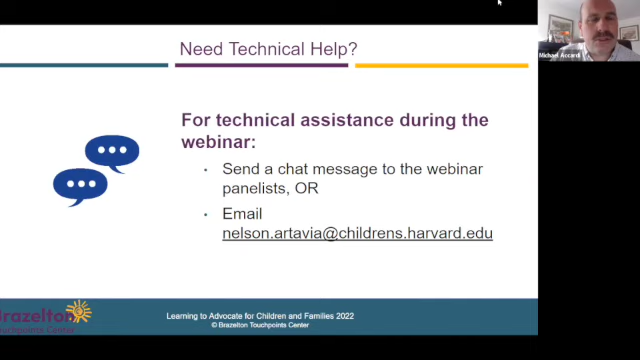 Need Technical Help?
Michael Accardi
For technical assistance during the
webinar:
• Send a chat message to the webinar
panelists, OR
• Email
nelson.artavia@childrens.harvard.edu
Brazelton
Touchpoints Center
Learning to Advocate for Children and Families 2022
© Brazelton Touchpoints Center